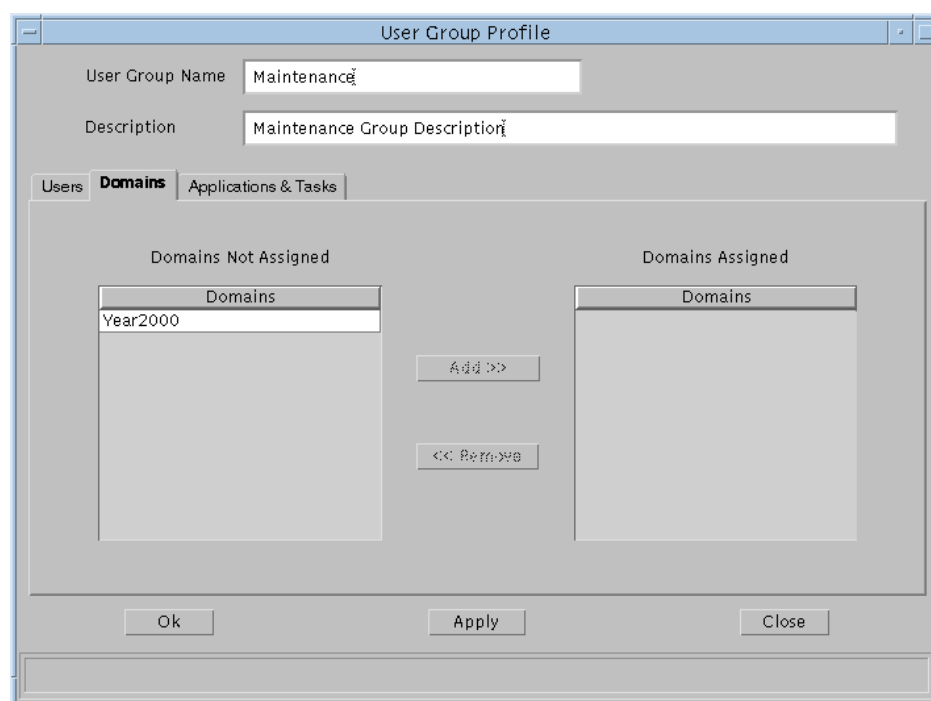 User Group Profile
User Group Name Maintenance
Description Maintenance Group Description
Users Domains Applications & Tasks
Domains Not Assigned Domains Assigned
Domains Domains
Year2000
Add >>
<< Remove
Ok Apply Close